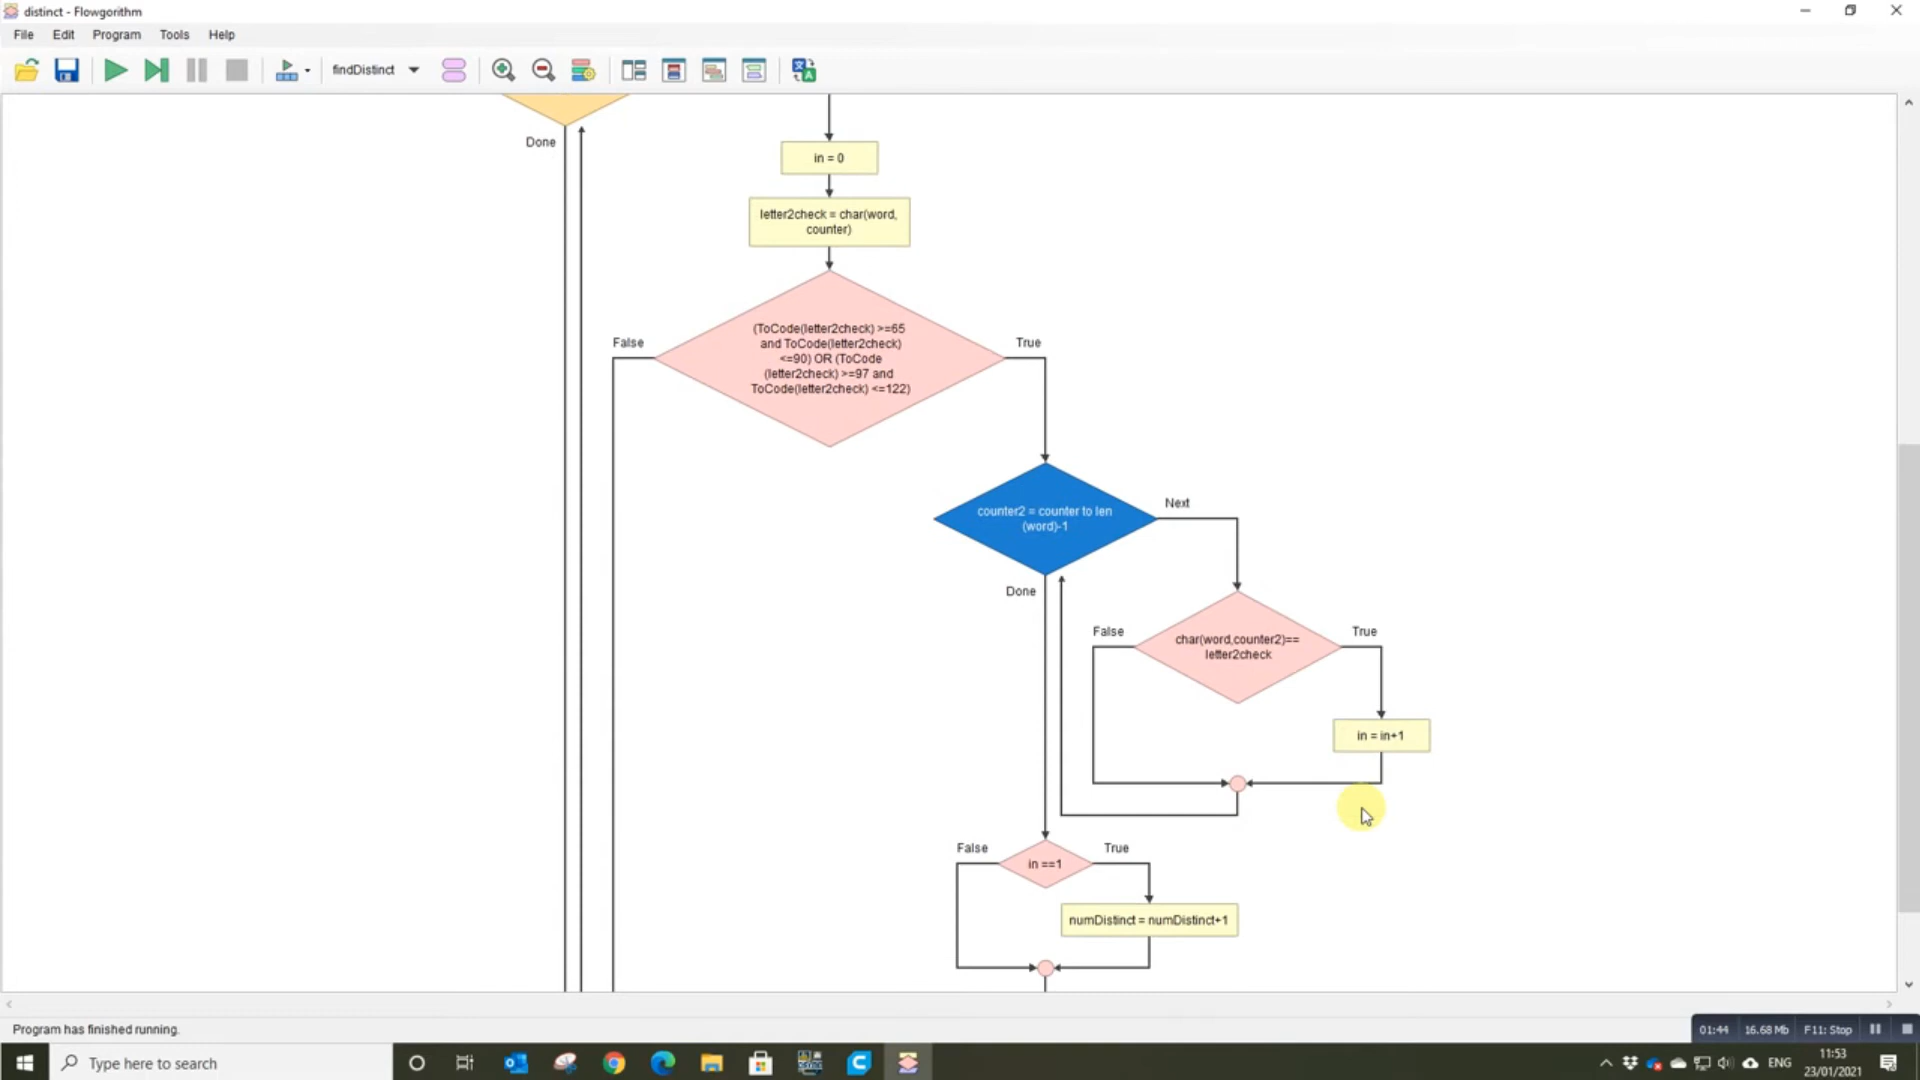 distinct - Flowgorithm
File Edit Program Tools Help
findDistinct
Done
in = 0
letter2check = char(word,
counter)
(ToCode(letter2check) >=65
and ToCode(letter2check)
<=90) OR (ToCode
(letter2check) >=97 and
ToCode(letter2check) <=122)
False
True
counter2 = counter to len
(word)-1
Next
Done
char(word,counter2)==
letter2check
False
True
in = in+1
in ==1
False
True
numDistinct = numDistinct+1
Program has finished running.
01:44 16.68 Mb F11: Stop
Type here to search
ENG
11:53
23/01/2021